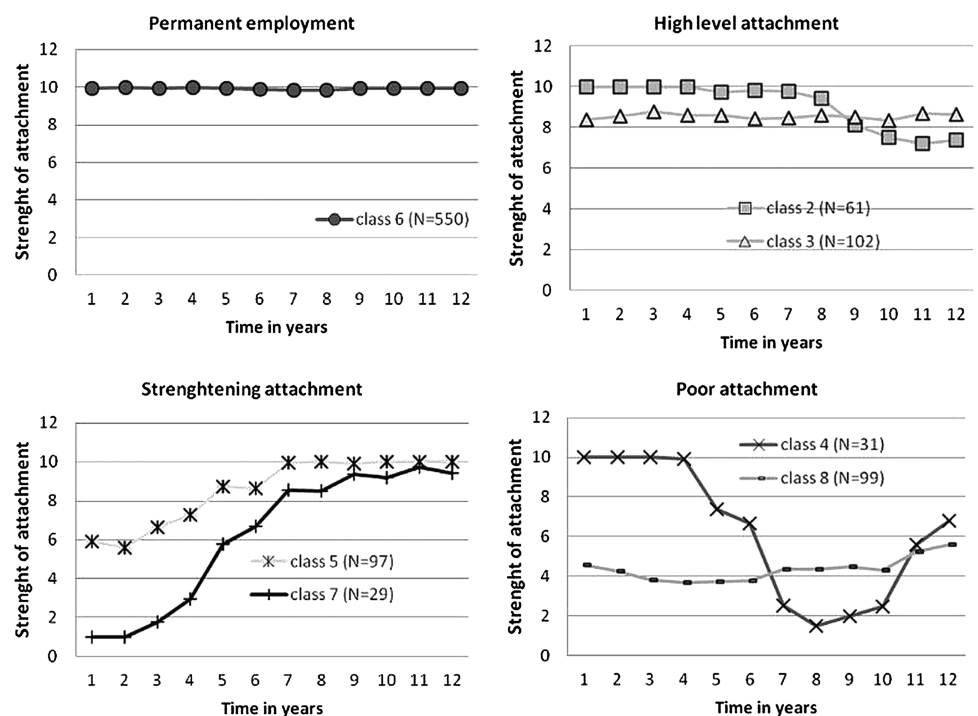 Permanent employment
Strenght of attachment
12
10
8
6
4
2
0
class 6 (N=550)
1 2 3 4 5 6 7 8 9 10 11 12
Time in years
High level attachment
Strenght of attachment
12
10
8
6
4
2
0
class 2 (N=61)
class 3 (N=102)
1 2 3 4 5 6 7 8 9 10 11 12
Time in years
Strenghtening attachment
Strenght of attachment
12
10
8
6
4
2
0
class 5 (N=97)
class 7 (N=29)
1 2 3 4 5 6 7 8 9 10 11 12
Time in years
Poor attachment
Strenght of attachment
12
10
8
6
4
2
0
class 4 (N=31)
class 8 (N=99)
1 2 3 4 5 6 7 8 9 10 11 12
Time in years